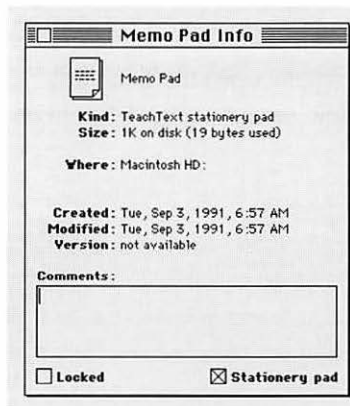 Memo Pad Info
Memo Pad
Kind: TeachText stationery pad
Size: 1K on disk (19 bytes used)
Where: Macintosh HD:
Created: Tue, Sep 3, 1991, 6:57 AM
Modified: Tue, Sep 3, 1991, 6:57 AM
Version: not available
Comments:
Locked Stationery pad